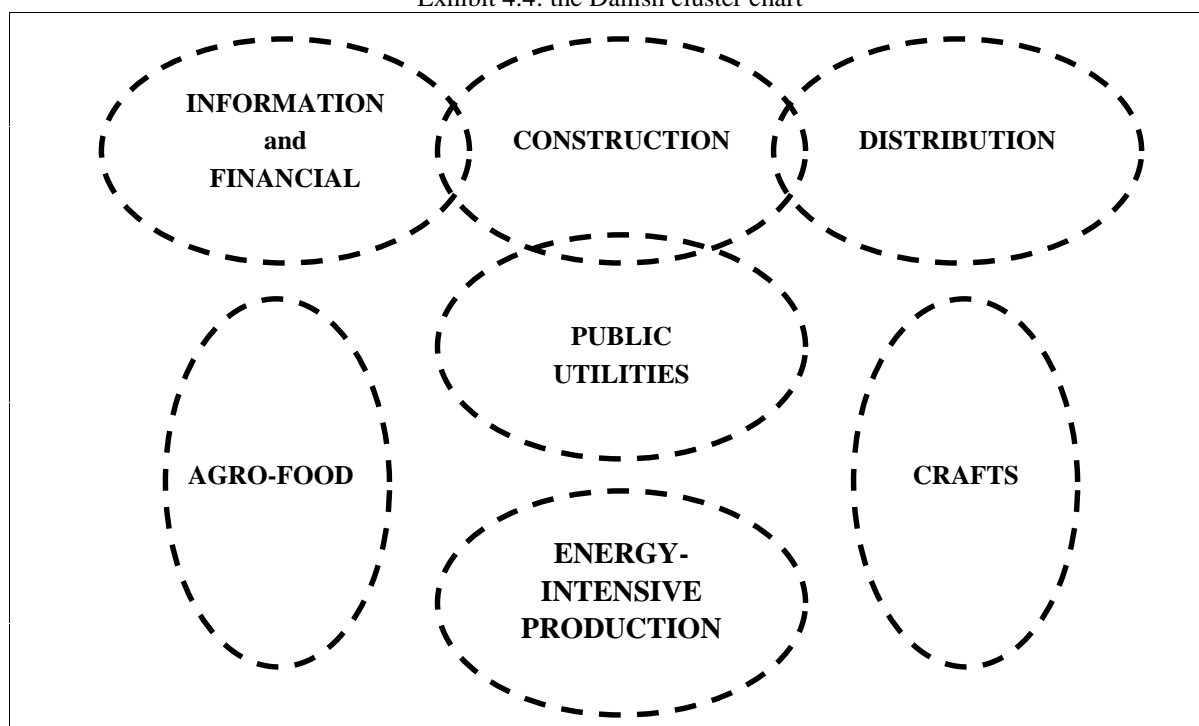 Exhibit 4.4: the Danish cluster chart
INFORMATION
and
FINANCIAL
CONSTRUCTION
DISTRIBUTION
PUBLIC
UTILITIES
AGRO-FOOD
CRAFTS
ENERGY-
INTENSIVE
PRODUCTION